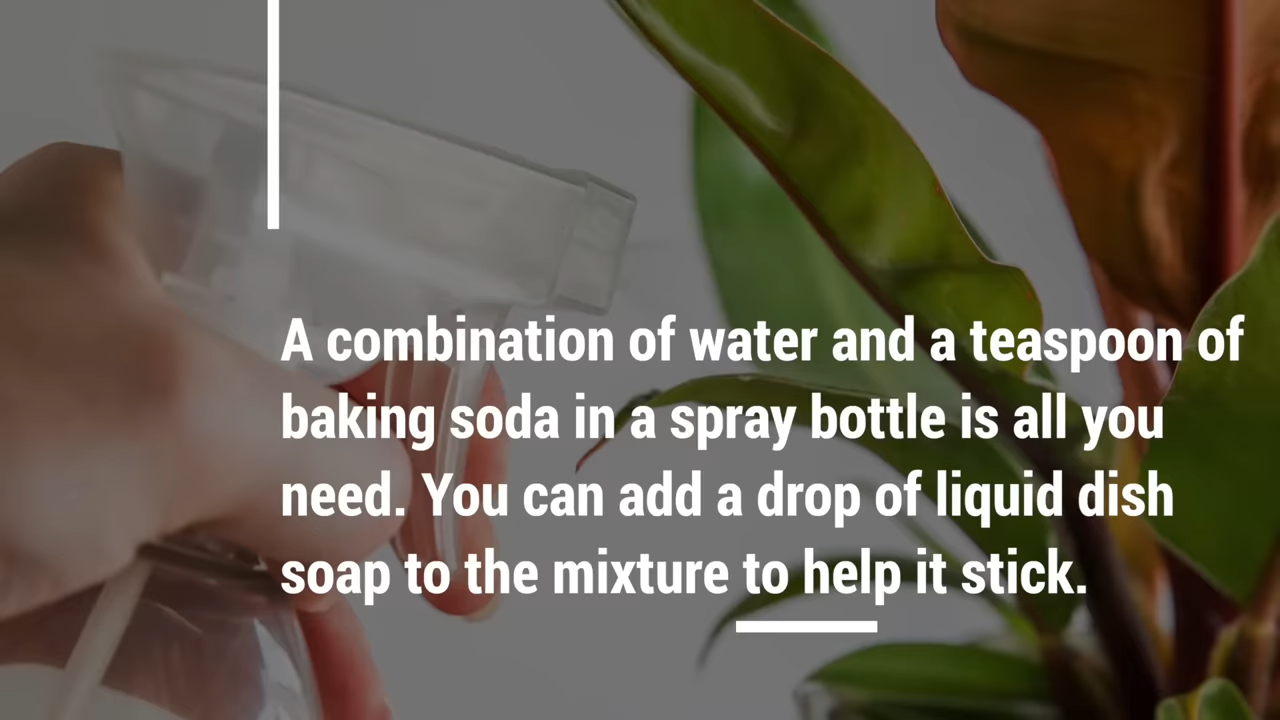 A combination of water and a teaspoon of
baking soda in a spray bottle is all you
need. You can add a drop of liquid dish
soap to the mixture to help it stick.